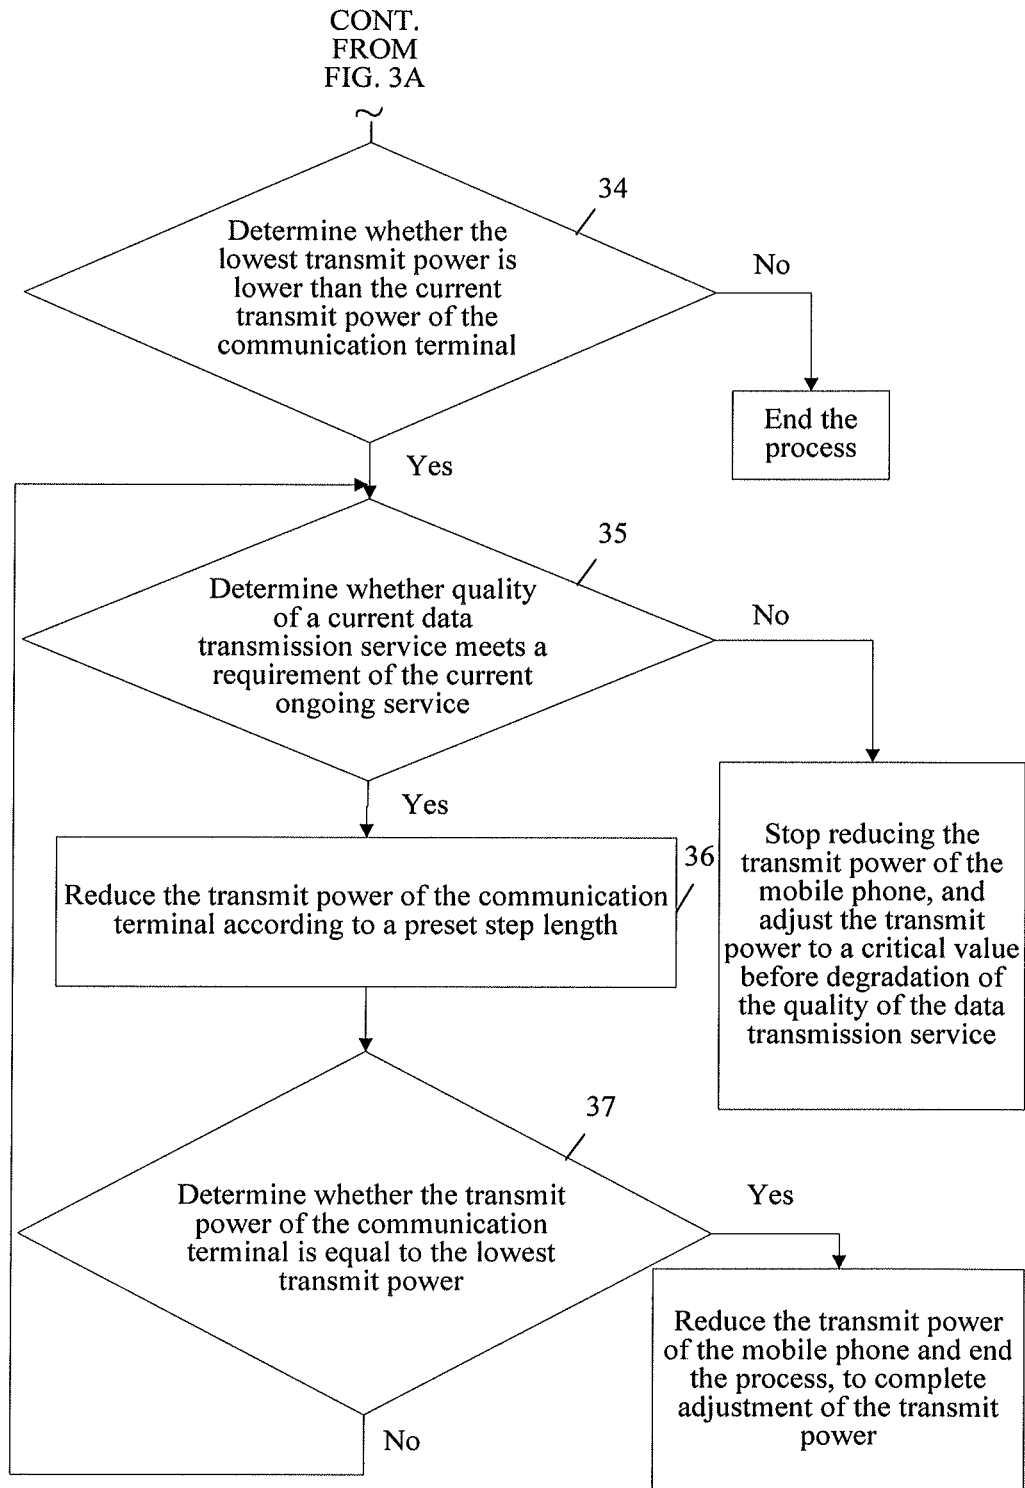 CONT.
FROM
FIG. 3A
34
Determine whether the
lowest transmit power is
lower than the current
transmit power of the
communication terminal
No
End the
process
Yes
35
Determine whether quality
of a current data
transmission service meets a
requirement of the current
ongoing service
No
Yes
Stop reducing the
transmit power of the
mobile phone, and
adjust the transmit
power to a critical value
before degradation of
the quality of the data
transmission service
36
Reduce the transmit power of the communication
terminal according to a preset step length
37
Determine whether the transmit
power of the communication
terminal is equal to the lowest
transmit power
Yes
Reduce the transmit power
of the mobile phone and end
the process, to complete
adjustment of the transmit
power
No